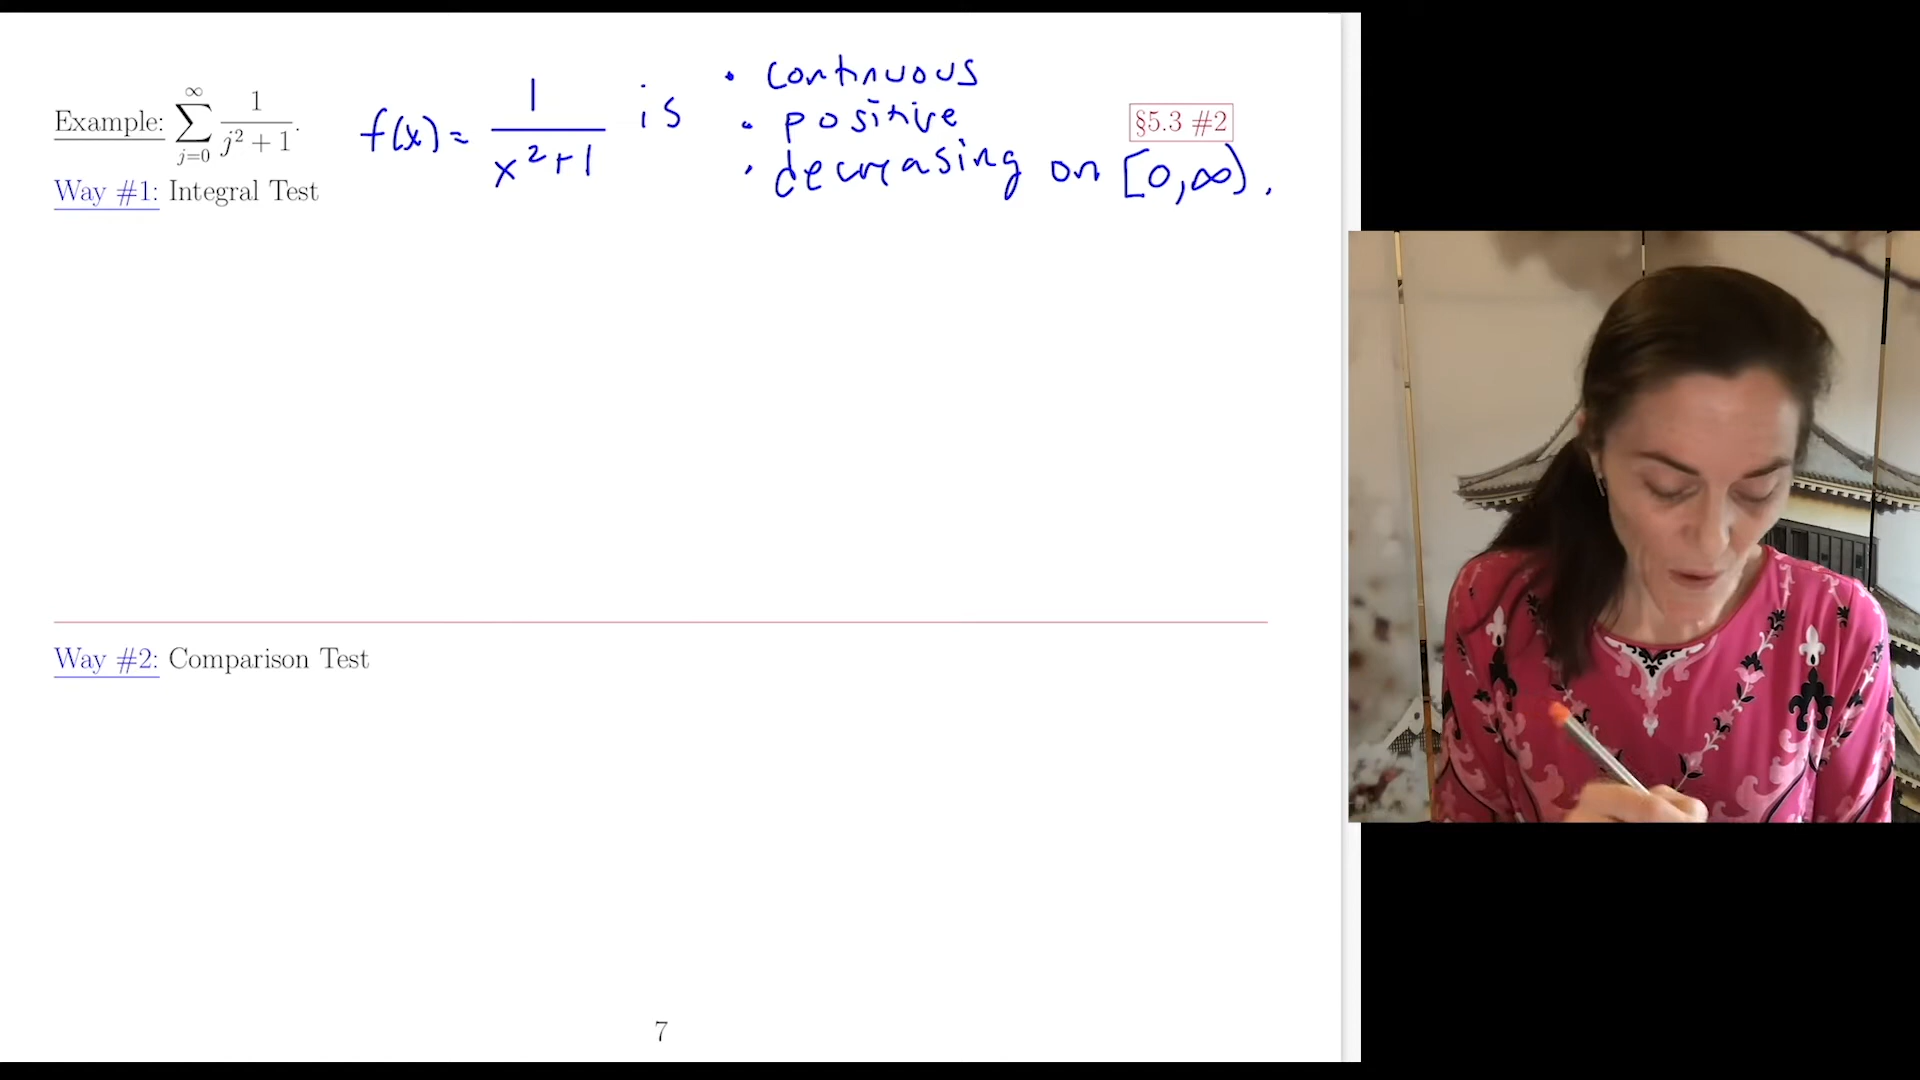 Example: ∑_{j=0}^{∞} 1/(j² + 1). f(x) = 1/(x²+1) is
• continuous
• positive
• decreasing on [0,∞).
§5.3 #2
Way #1: Integral Test
Way #2: Comparison Test
7